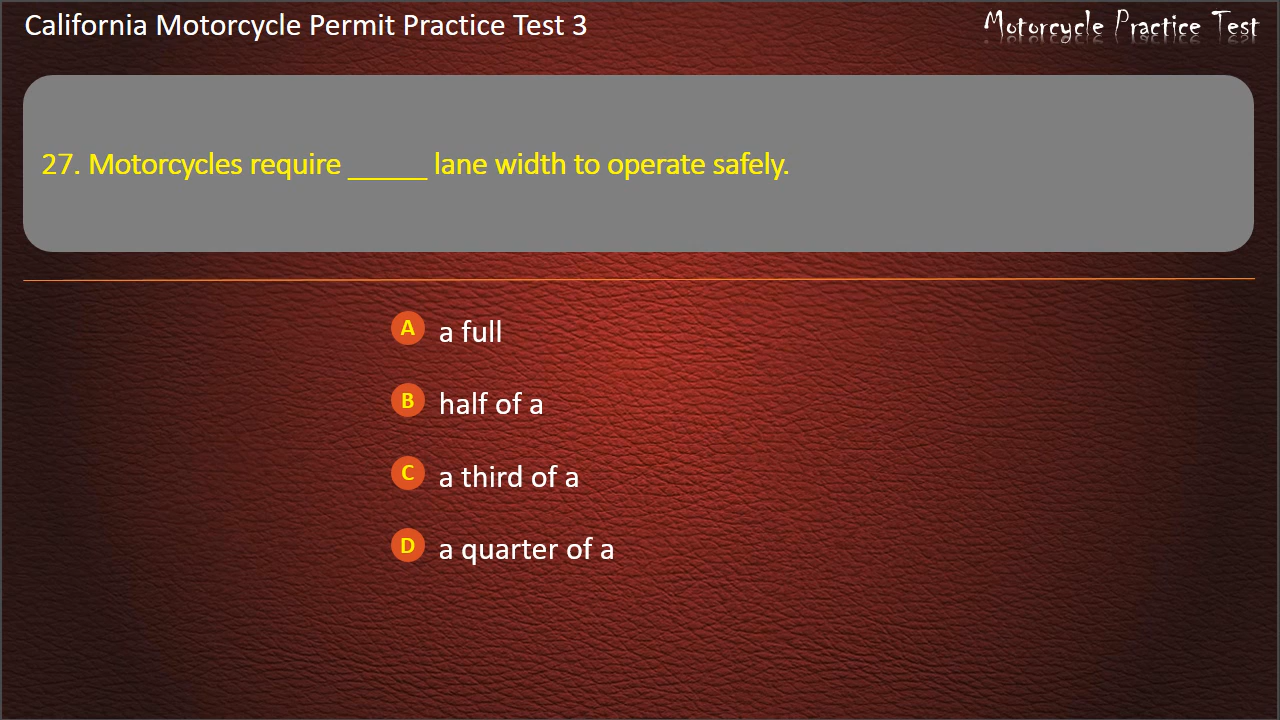 California Motorcycle Permit Practice Test 3
Motorcycle Practice Test
27. Motorcycles require _____ lane width to operate safely.
A a full
B half of a
C a third of a
D a quarter of a